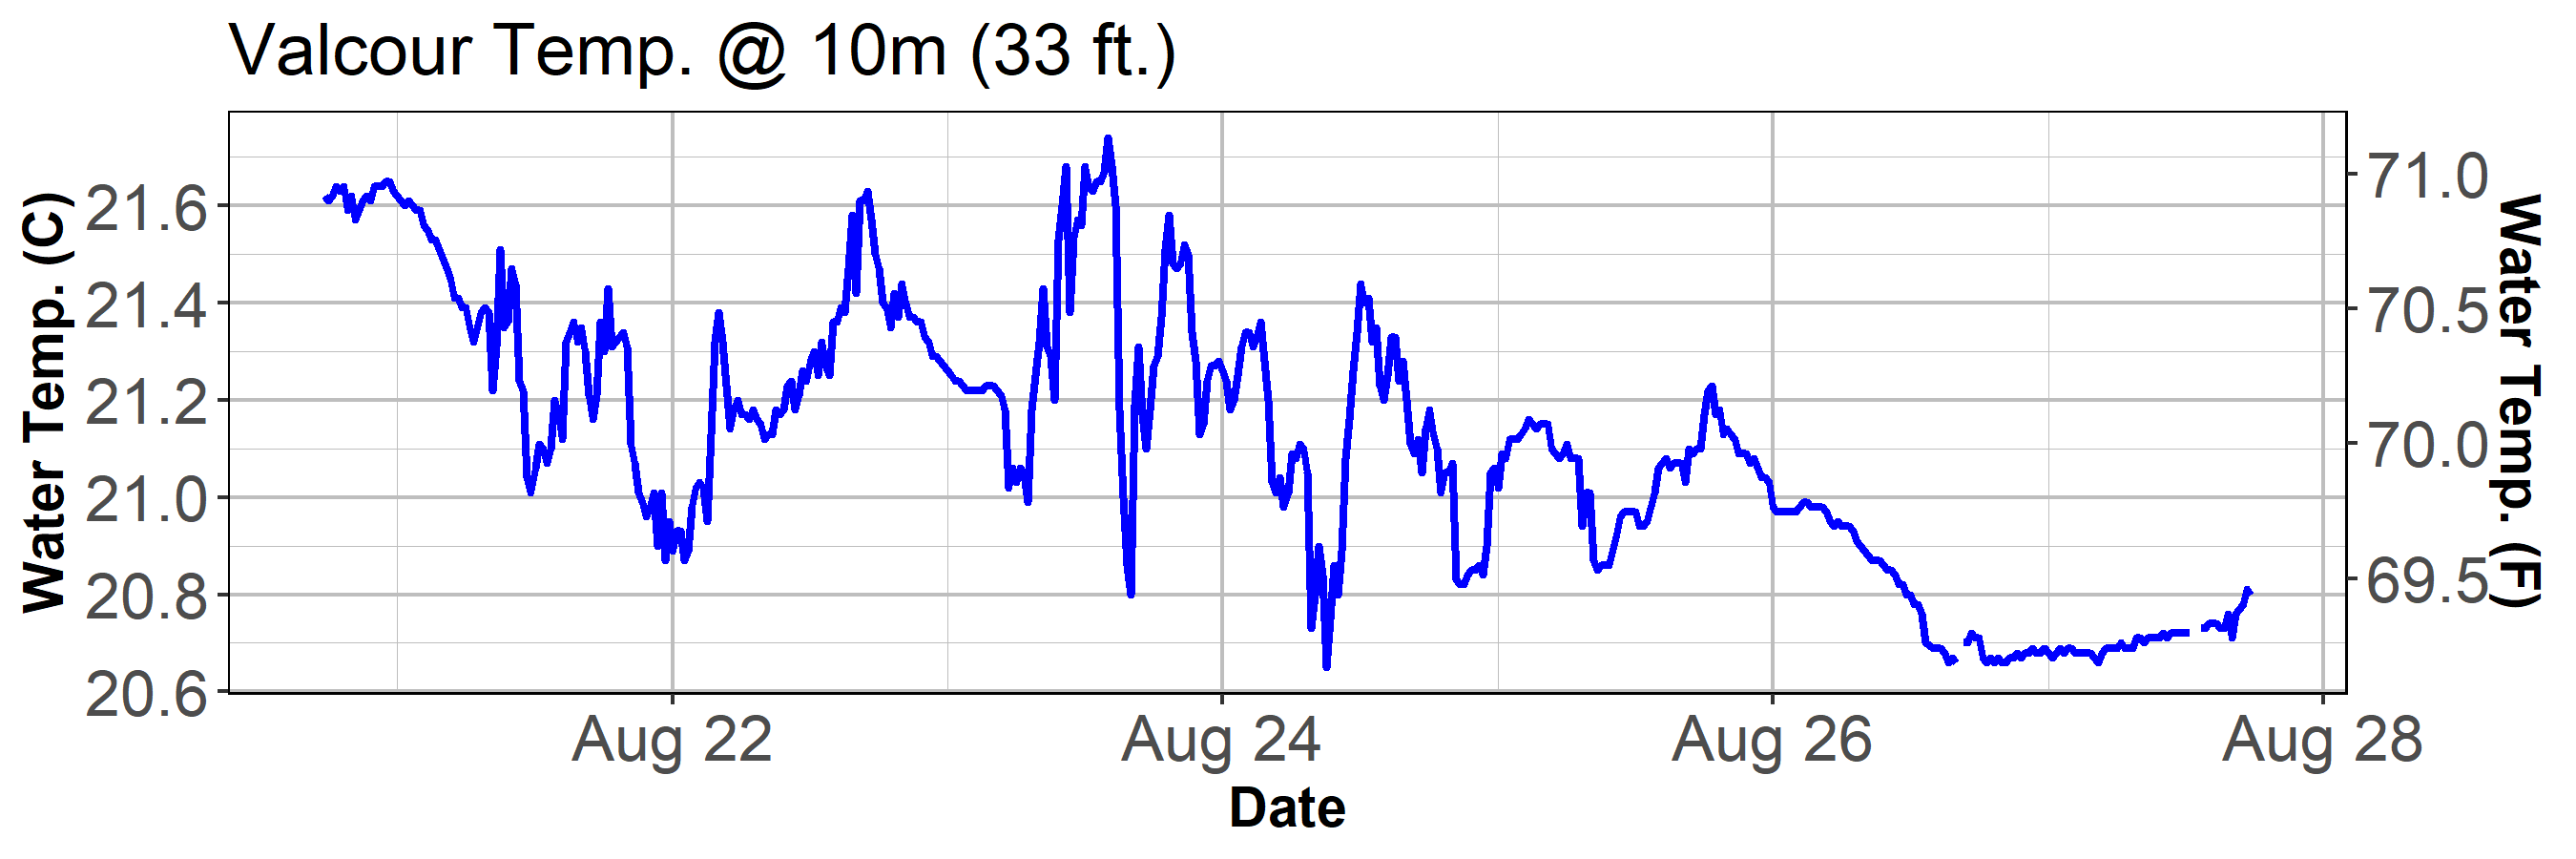 Valcour Temp. @ 10m (33 ft.)
Water Temp. (C)
21.6
21.4
21.2
21.0
20.8
20.6
71.0
70.5
70.0
69.5
Water Temp. (F)
Aug 22 Aug 24 Aug 26 Aug 28
Date